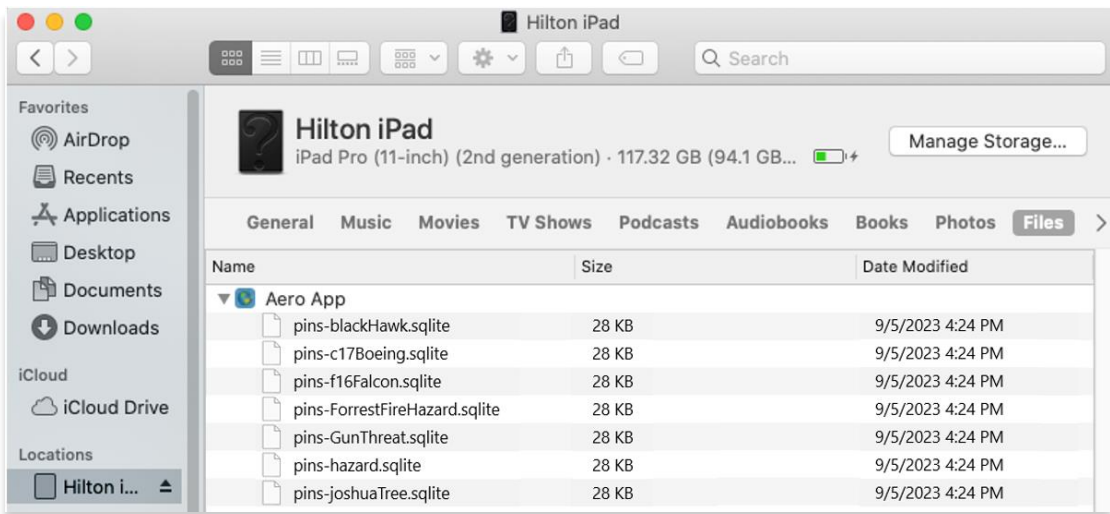 Hilton iPad
Search
Favorites
AirDrop
Recents
Applications
Desktop
Documents
Downloads
iCloud
iCloud Drive
Locations
Hilton i...
Hilton iPad
iPad Pro (11-inch) (2nd generation) · 117.32 GB (94.1 GB...
Manage Storage...
General Music Movies TV Shows Podcasts Audiobooks Books Photos Files
Name Size Date Modified
Aero App
pins-blackHawk.sqlite 28 KB 9/5/2023 4:24 PM
pins-c17Boeing.sqlite 28 KB 9/5/2023 4:24 PM
pins-f16Falcon.sqlite 28 KB 9/5/2023 4:24 PM
pins-ForrestFireHazard.sqlite 28 KB 9/5/2023 4:24 PM
pins-GunThreat.sqlite 28 KB 9/5/2023 4:24 PM
pins-hazard.sqlite 28 KB 9/5/2023 4:24 PM
pins-joshuaTree.sqlite 28 KB 9/5/2023 4:24 PM